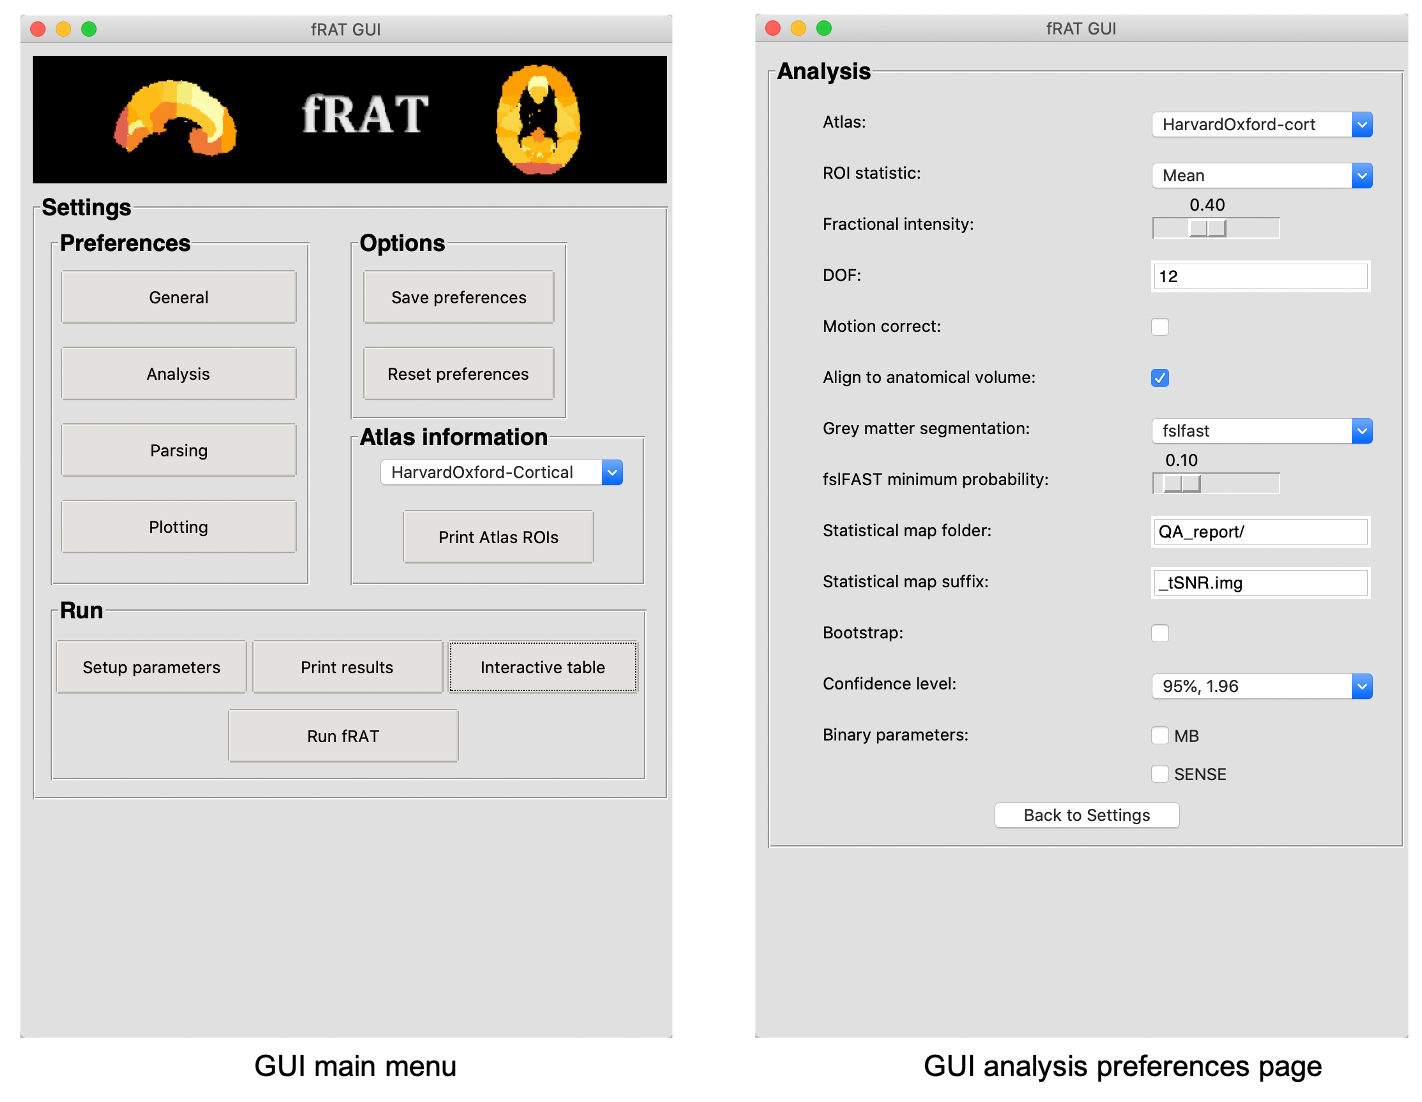 fRAT GUI
fRAT
Settings
Preferences
General
Analysis
Parsing
Plotting
Options
Save preferences
Reset preferences
Atlas information
HarvardOxford-Cortical
Print Atlas ROIs
Run
Setup parameters
Print results
Interactive table
Run fRAT
GUI main menu
fRAT GUI
Analysis
Atlas: HarvardOxford-cort
ROI statistic: Mean
0.40
Fractional intensity:
DOF: 12
Motion correct:
Align to anatomical volume:
Grey matter segmentation: fslfast
0.10
fslFAST minimum probability:
Statistical map folder: QA_report/
Statistical map suffix: _tSNR.img
Bootstrap:
Confidence level: 95%, 1.96
Binary parameters: MB
SENSE
Back to Settings
GUI analysis preferences page